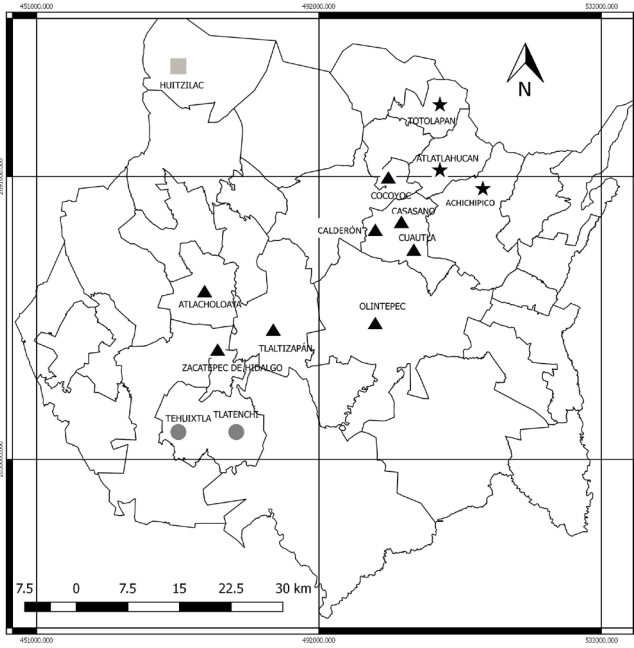 451000.000 492000.000 533000.000
HUITZILAC
N
TOTOLAPAN
ATLATLAHUCAN
COCOYOC
ACHICHIPICO
CASASANO
CALDERÓN
CUAUTLA
ATLACHOLOAYA
OLINTEPEC
TLALTIZAPÁN
ZACATEPEC DE HIDALGO
TEHUIXTLA TLATENCHI
7.5 0 7.5 15 22.5 30 km
451000.000 492000.000 533000.000